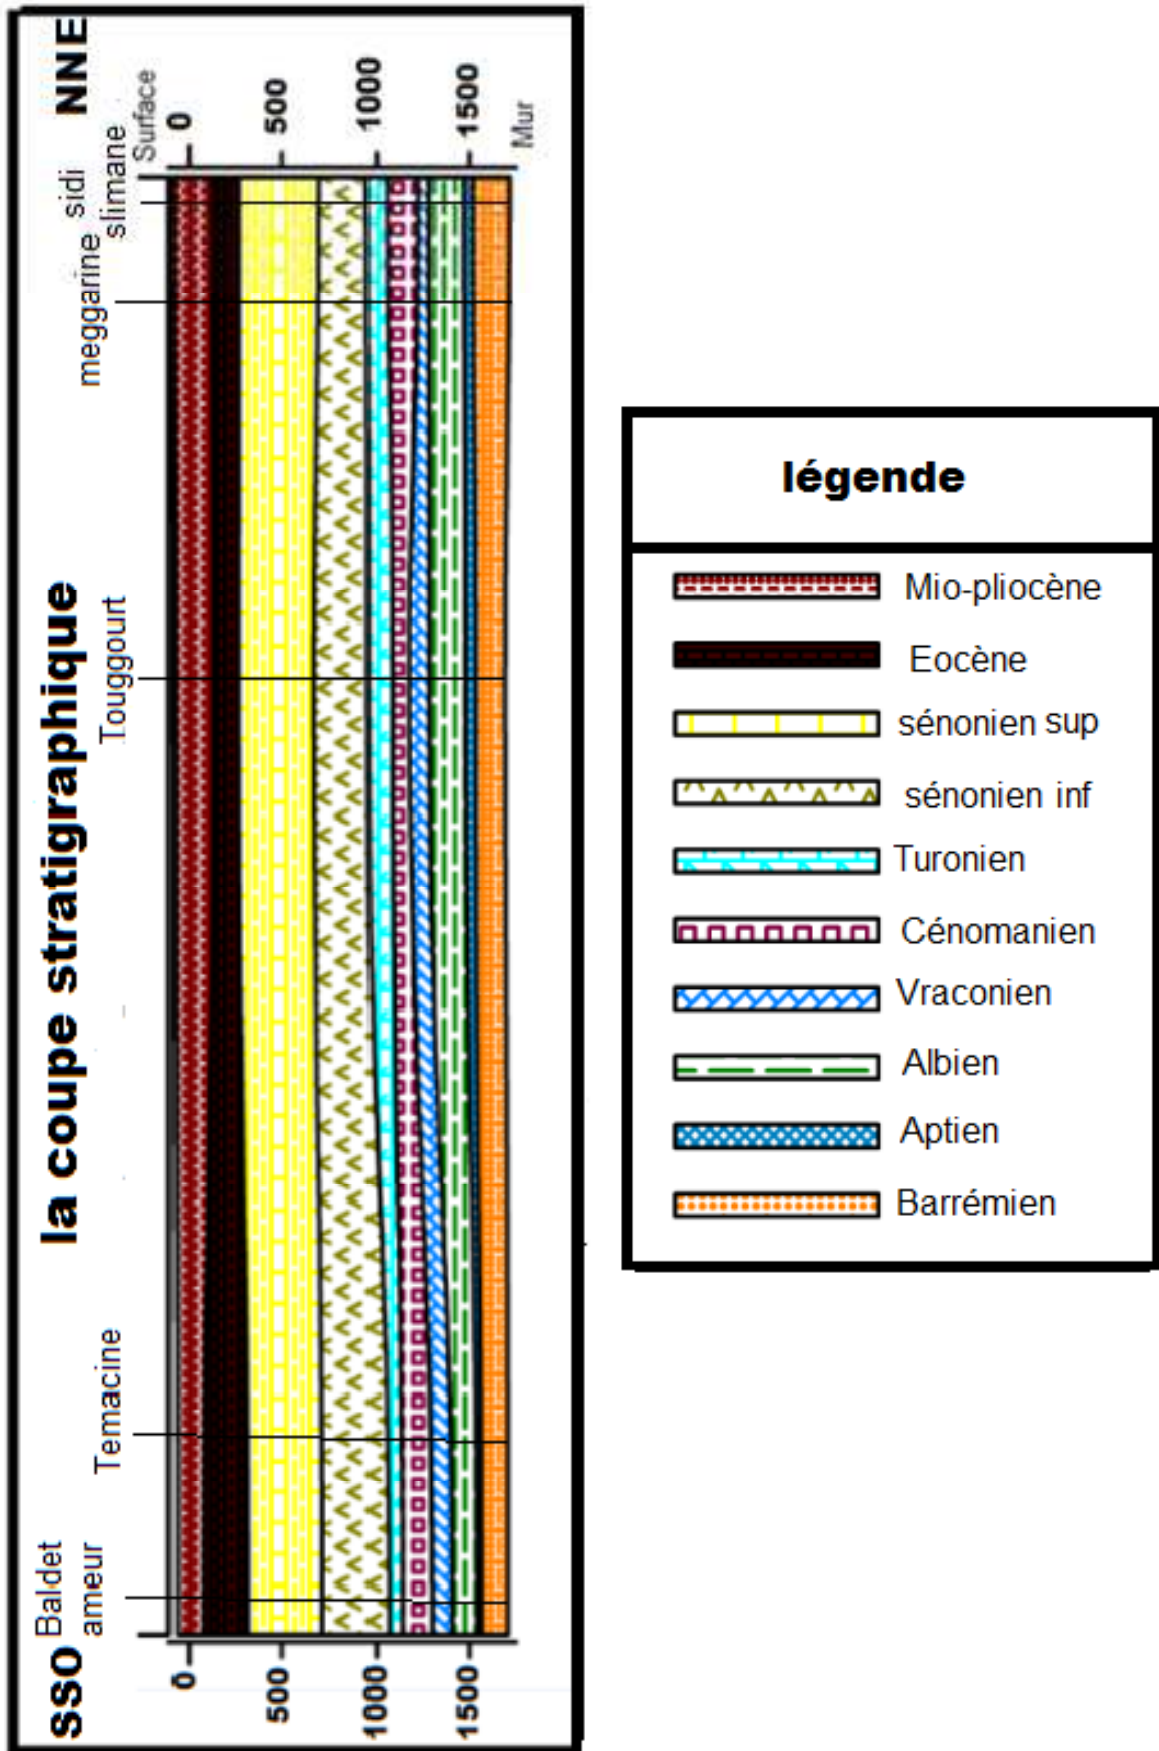 la coupe stratigraphique
SSO
NNE
Baldet
ameur
Temacine
Touggourt
meggarine
sidi
slimane
Surface
0
500
1000
1500
Mur
0
500
1000
1500
légende
Mio-pliocène
Eocène
sénonien sup
sénonien inf
Turonien
Cénomanien
Vraconien
Albien
Aptien
Barrémien